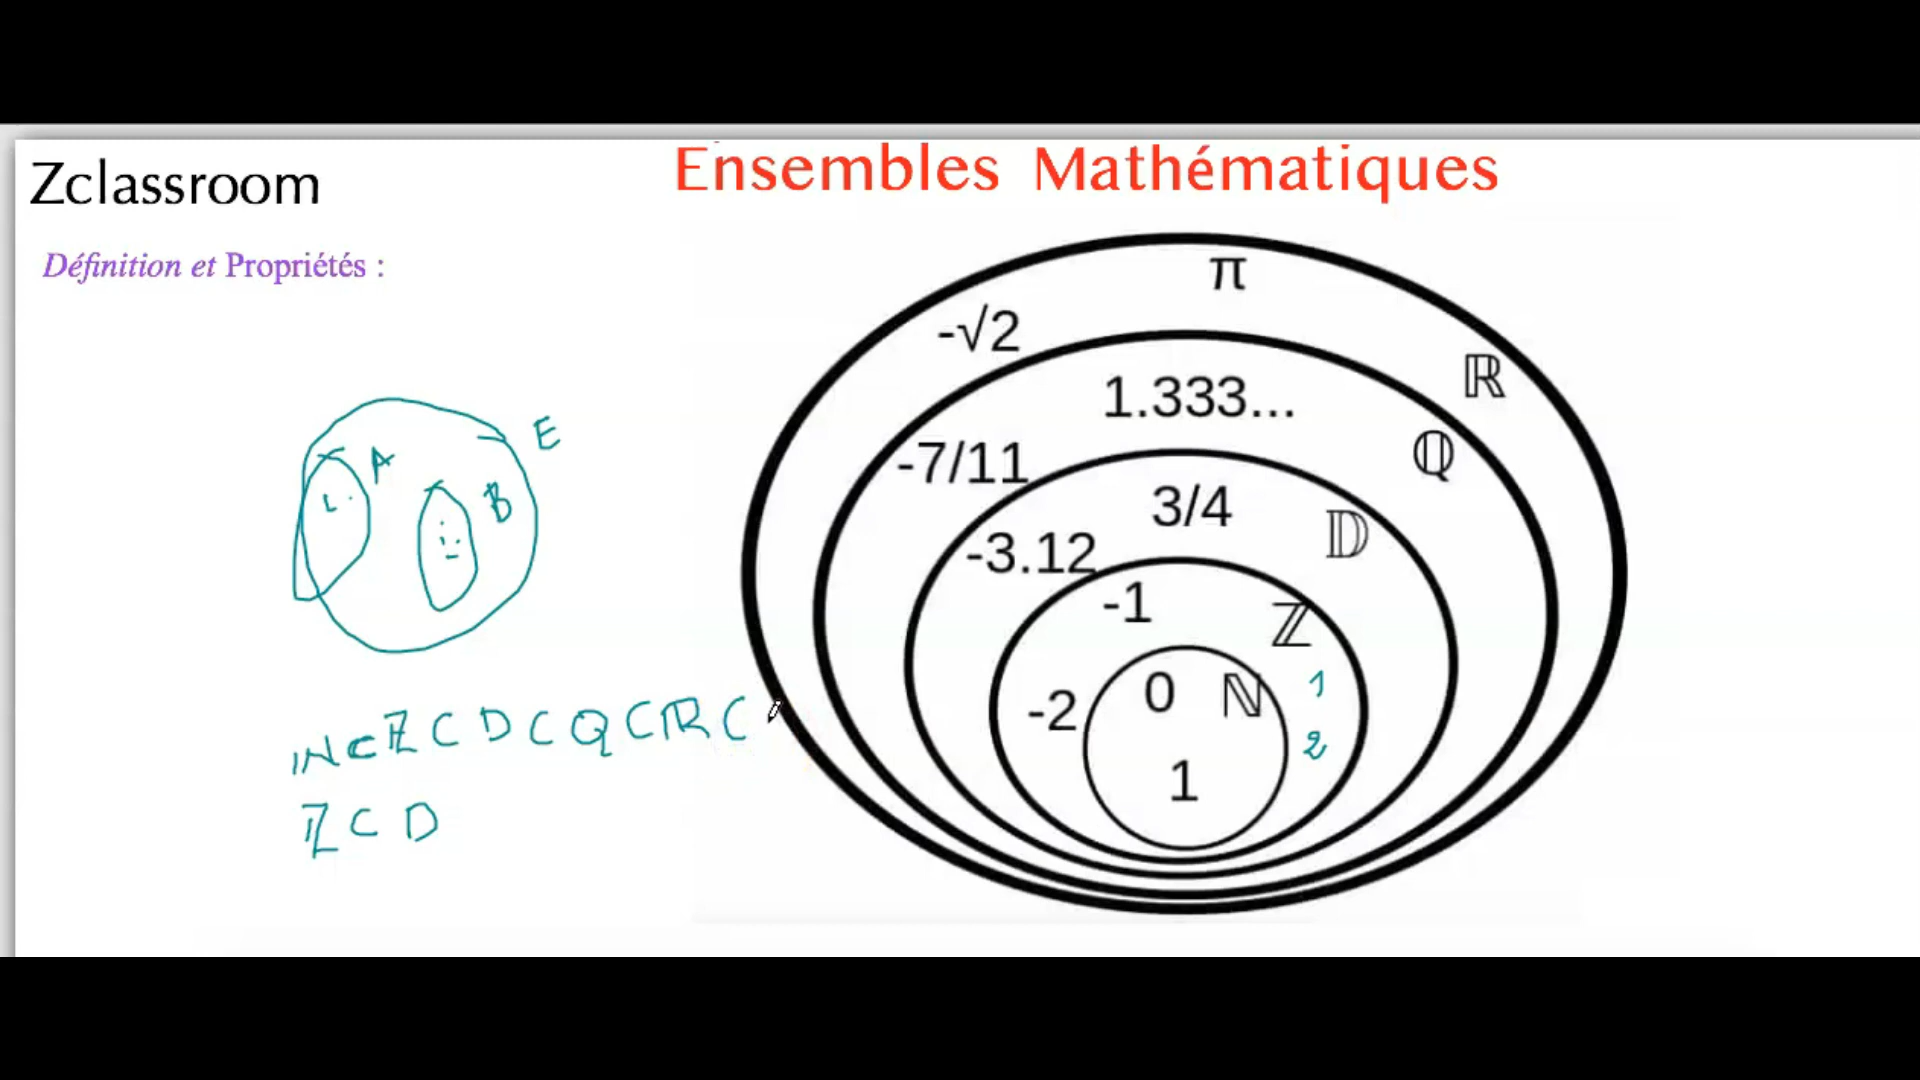 Zclassroom
Ensembles Mathématiques
Définition et Propriétés :
π
-√2
ℝ
1.333...
ℚ
-7/11
3/4
𝔻
-3.12
-1
ℤ
-2
0
ℕ
1
1
2
E
A
B
ℕ ⊂ ℤ ⊂ D ⊂ Q ⊂ ℝ ⊂
ℤ ⊂ D